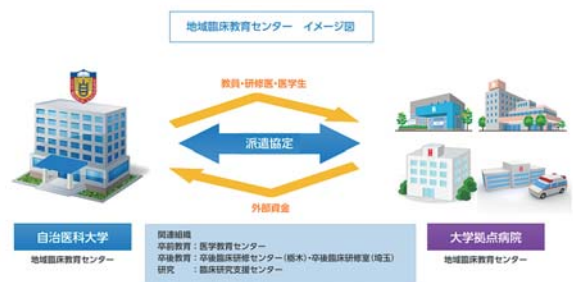 地域臨床教育センター　イメージ図
教員・研修医・医学生
派遣協定
外部資金
自治医科大学
地域臨床教育センター
関連組織
卒前教育：医学教育センター
卒後教育：卒後臨床研修センター（栃木）・卒後臨床研修室（埼玉）
研究　　：臨床研究支援センター
大学拠点病院
地域臨床教育センター